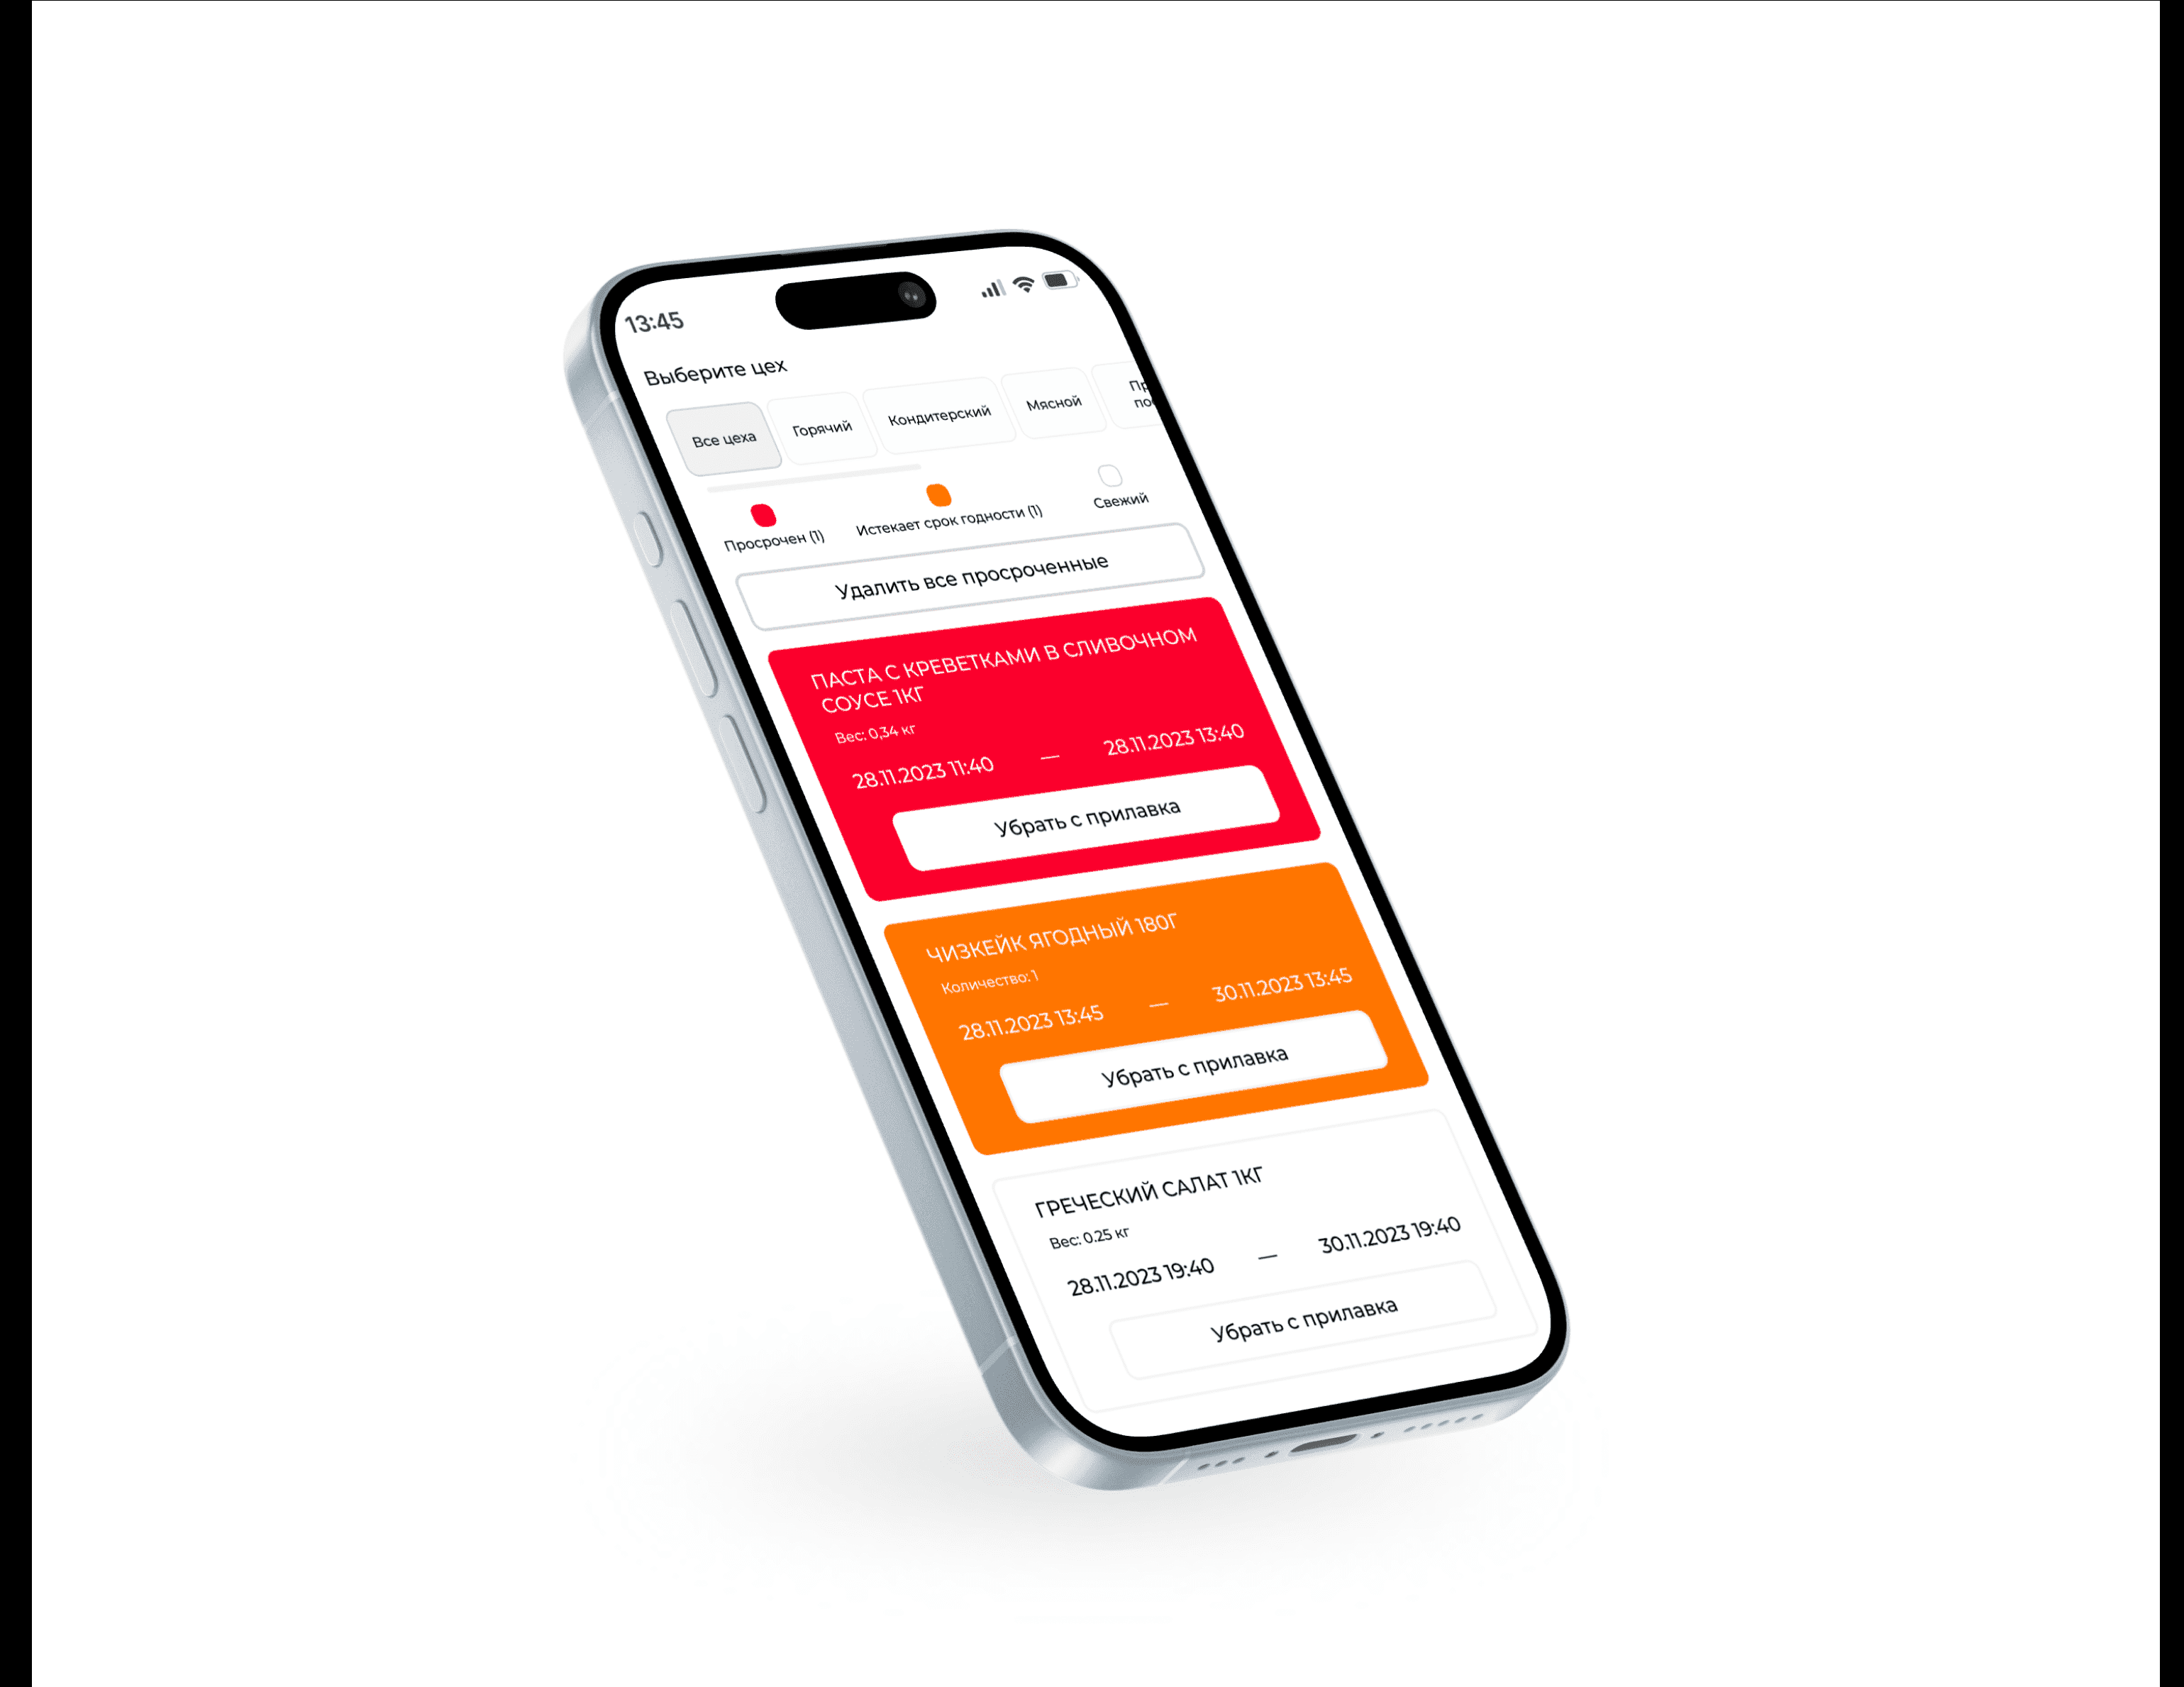 13:45
Выберите цех
Все цеха
Горячий
Кондитерский
Мясной
Просрочен (1)
Истекает срок годности (1)
Свежий
Удалить все просроченные
ПАСТА С КРЕВЕТКАМИ В СЛИВОЧНОМ
СОУСЕ 1КГ
Вес: 0,34 кг
28.11.2023 11:40 — 28.11.2023 13:40
Убрать с прилавка
ЧИЗКЕЙК ЯГОДНЫЙ 180Г
Количество: 1
28.11.2023 13:45 — 30.11.2023 13:45
Убрать с прилавка
ГРЕЧЕСКИЙ САЛАТ 1КГ
Вес: 0.25 кг
28.11.2023 19:40 — 30.11.2023 19:40
Убрать с прилавка